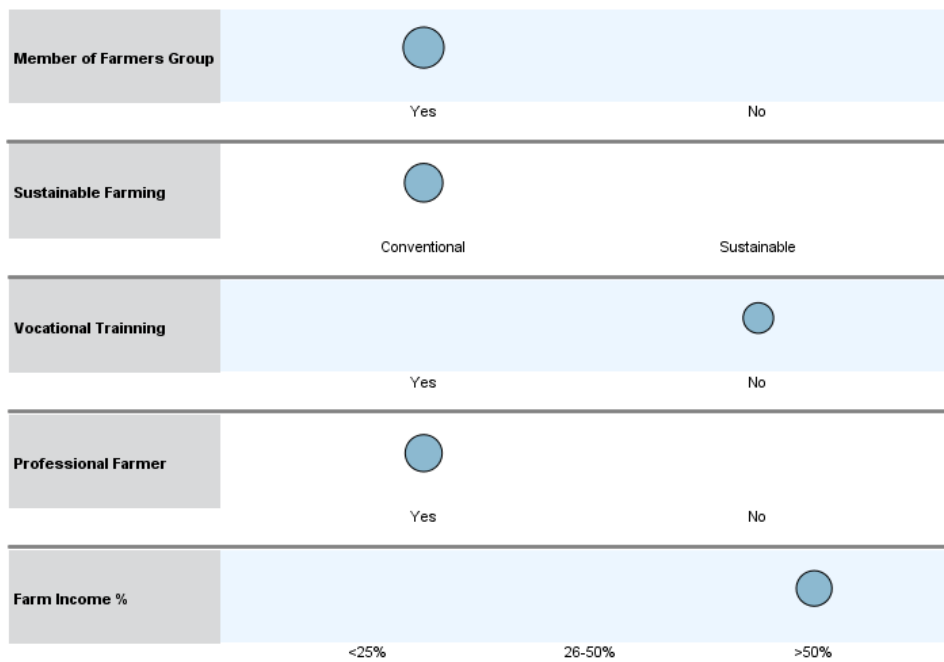 Member of Farmers Group
Yes No
Sustainable Farming
Conventional Sustainable
Vocational Trainning
Yes No
Professional Farmer
Yes No
Farm Income %
<25% 26-50% >50%